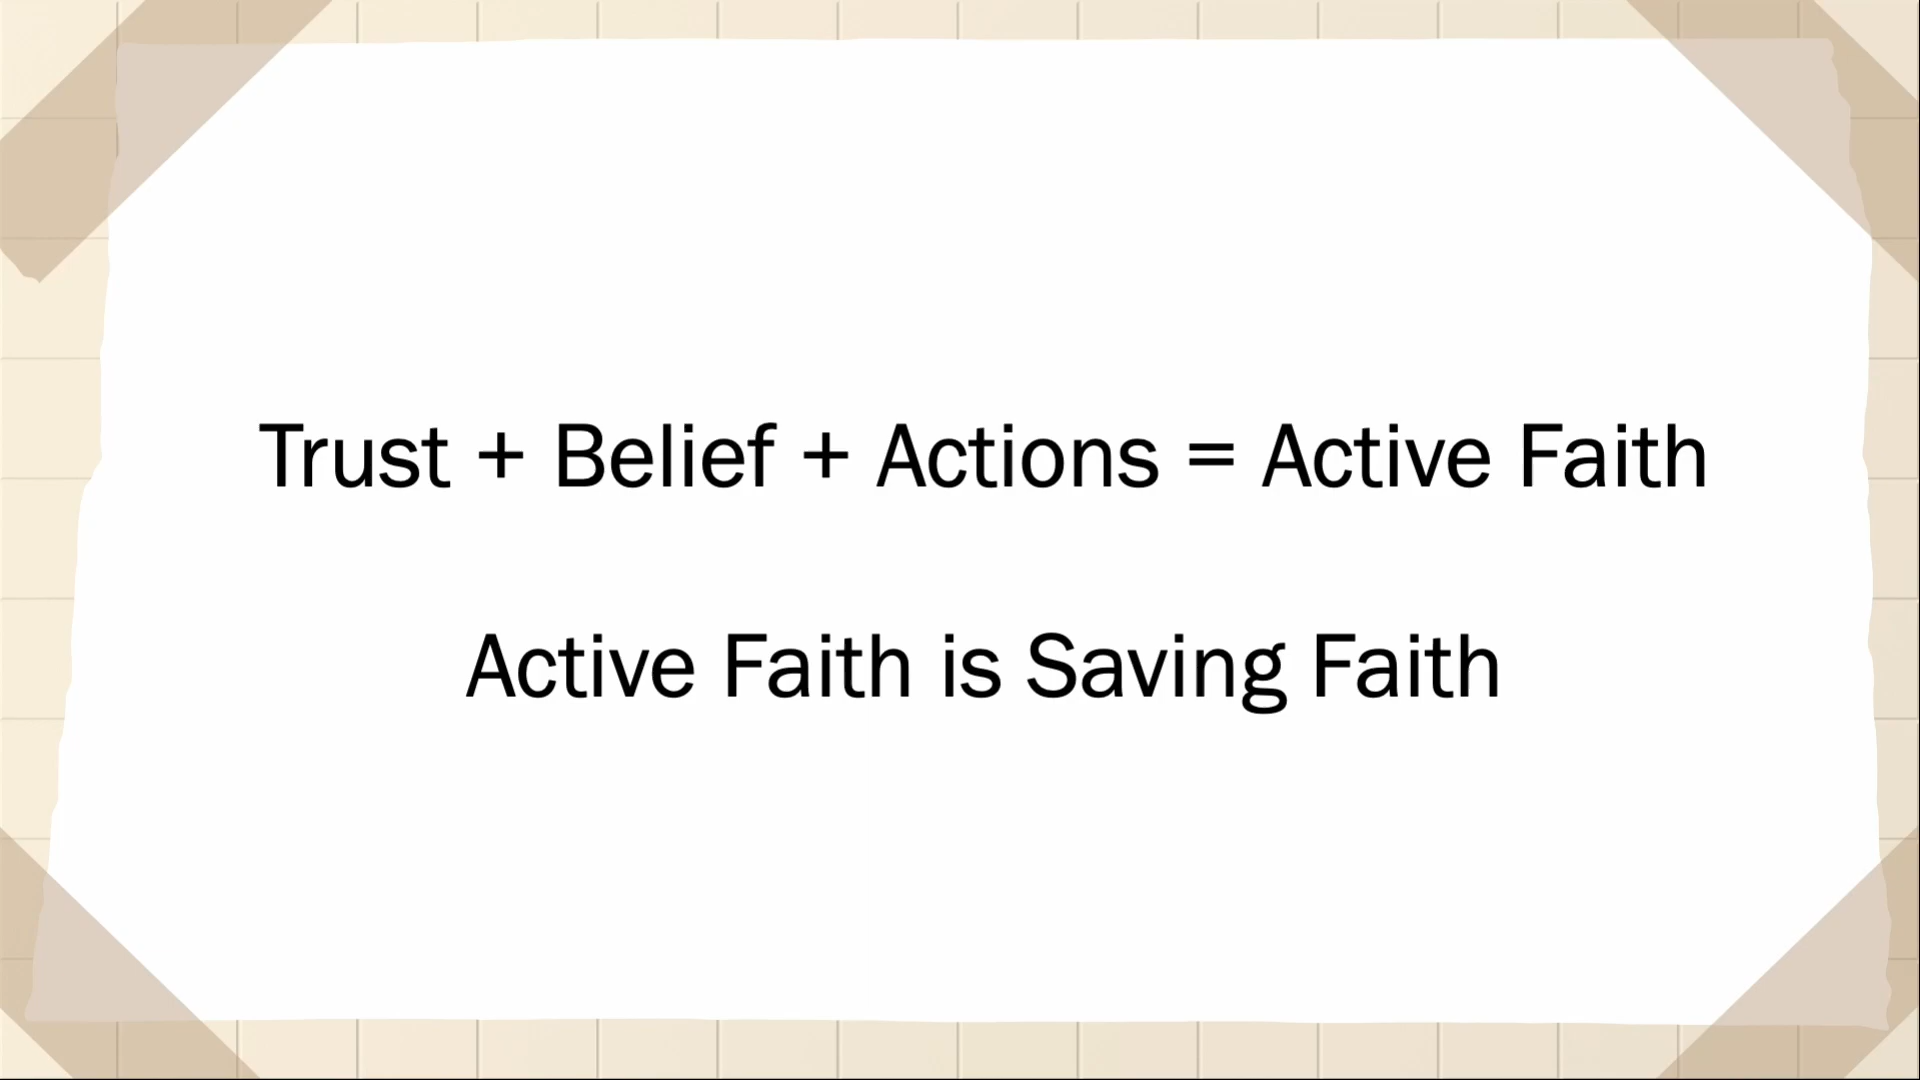 Trust + Belief + Actions = Active Faith
Active Faith is Saving Faith